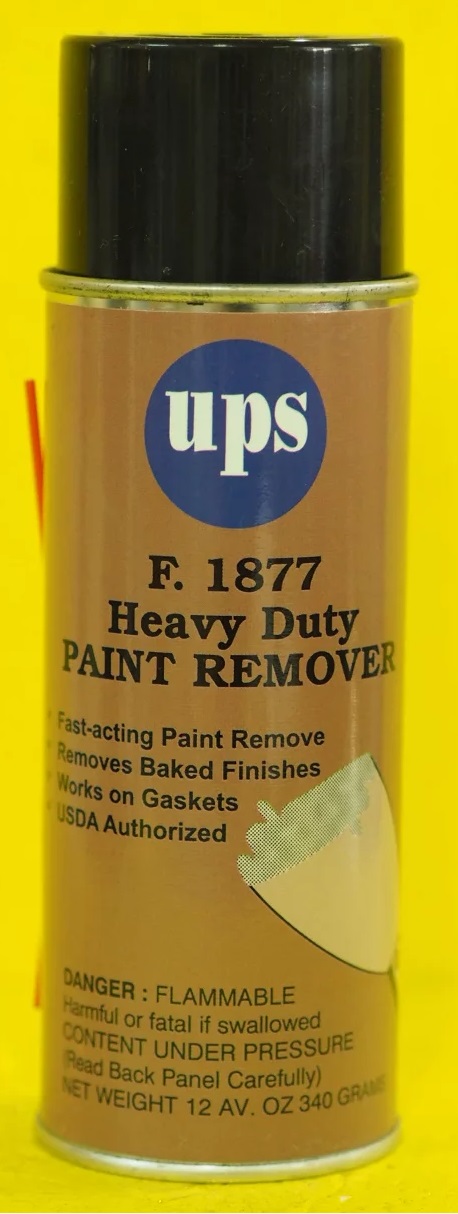 ups
F. 1877
Heavy Duty
PAINT REMOVER
Fast-acting Paint Remove
Removes Baked Finishes
Works on Gaskets
USDA Authorized
DANGER : FLAMMABLE
Harmful or fatal if swallowed
CONTENT UNDER PRESSURE
(Read Back Panel Carefully)
NET WEIGHT 12 AV. OZ 340 GRAMS